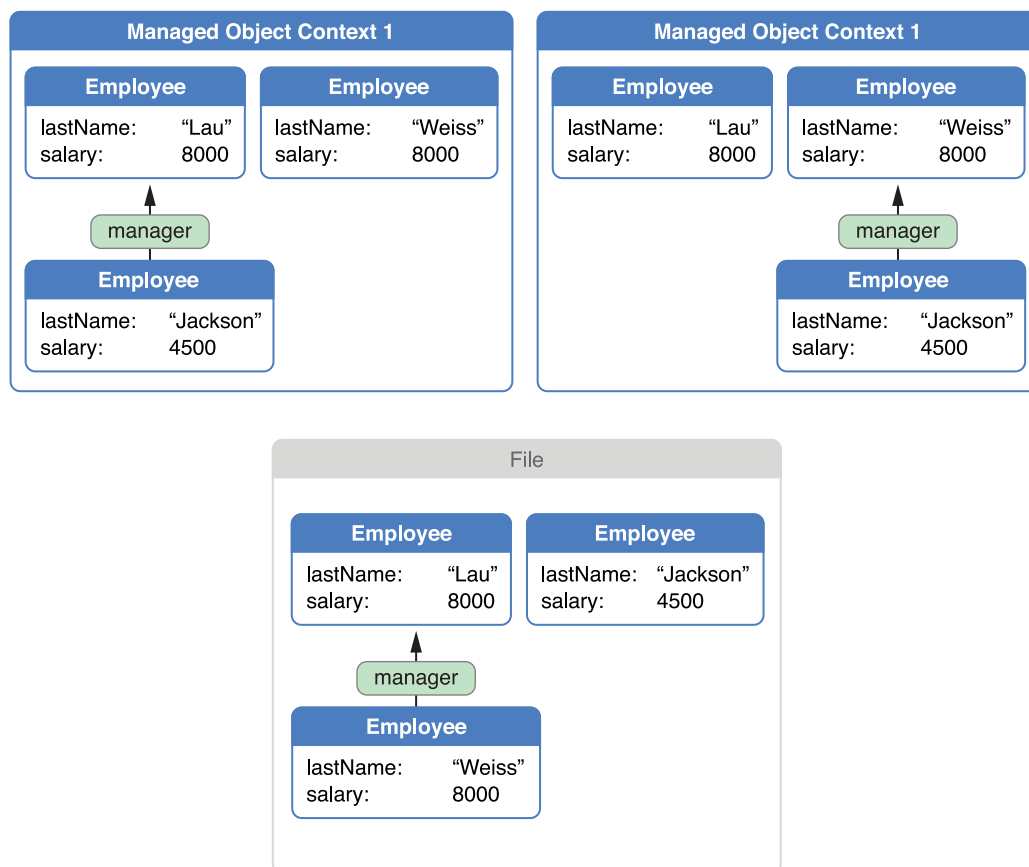 Managed Object Context 1
Employee
lastName: “Lau”
salary: 8000
Employee
lastName: “Weiss”
salary: 8000
manager
Employee
lastName: “Jackson”
salary: 4500
Managed Object Context 1
Employee
lastName: “Lau”
salary: 8000
Employee
lastName: “Weiss”
salary: 8000
manager
Employee
lastName: “Jackson”
salary: 4500
File
Employee
lastName: “Lau”
salary: 8000
Employee
lastName: “Jackson”
salary: 4500
manager
Employee
lastName: “Weiss”
salary: 8000